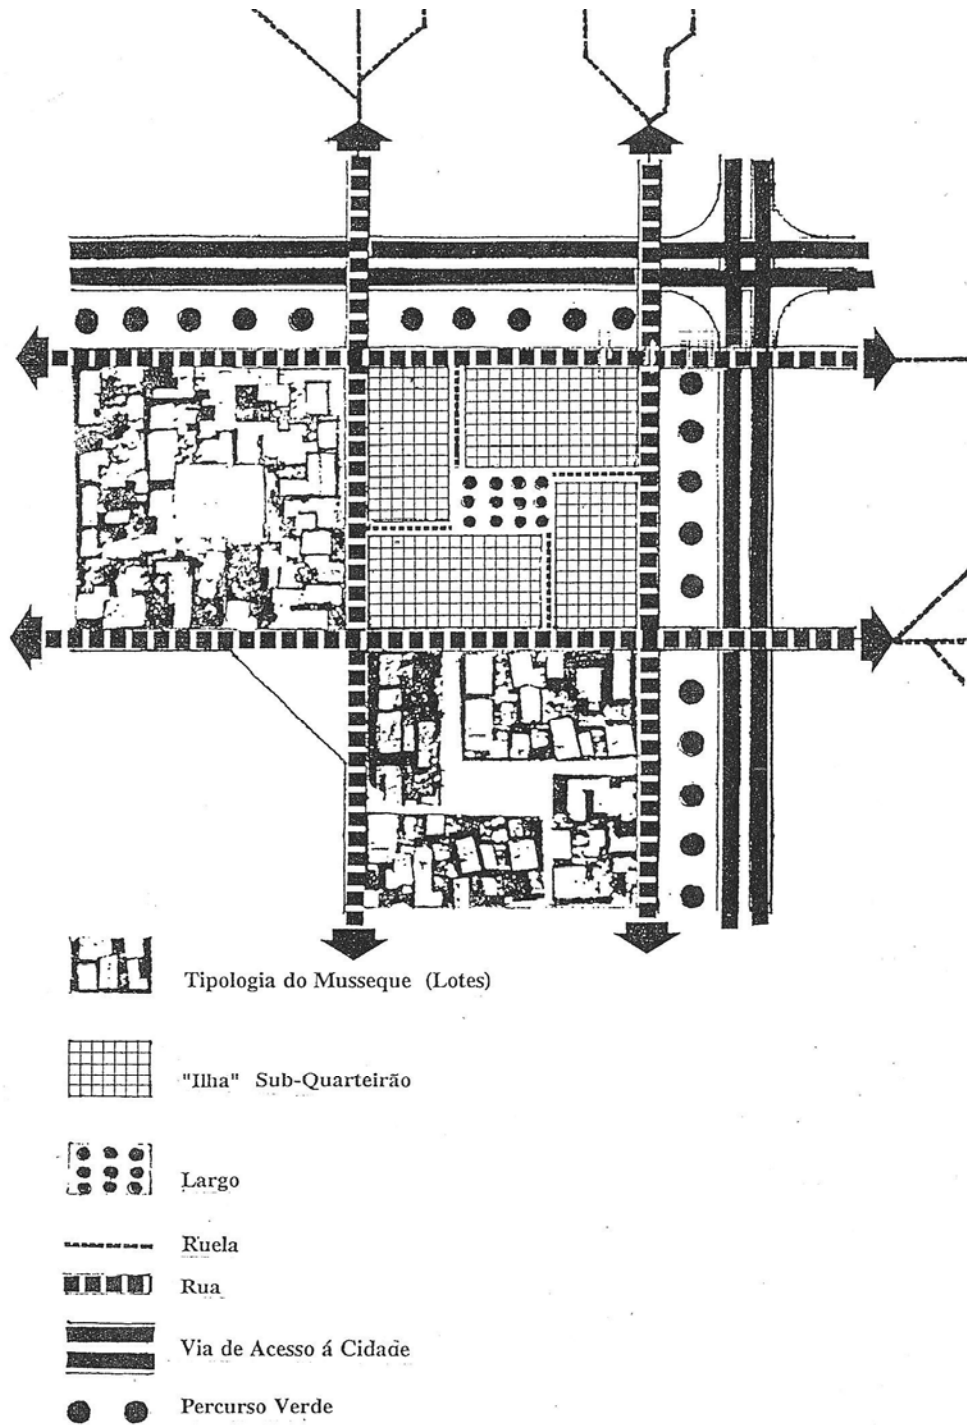 Tipologia do Musseque (Lotes)
"Ilha" Sub-Quarteirão
Largo
Ruela
Rua
Via de Acesso á Cidade
Percurso Verde